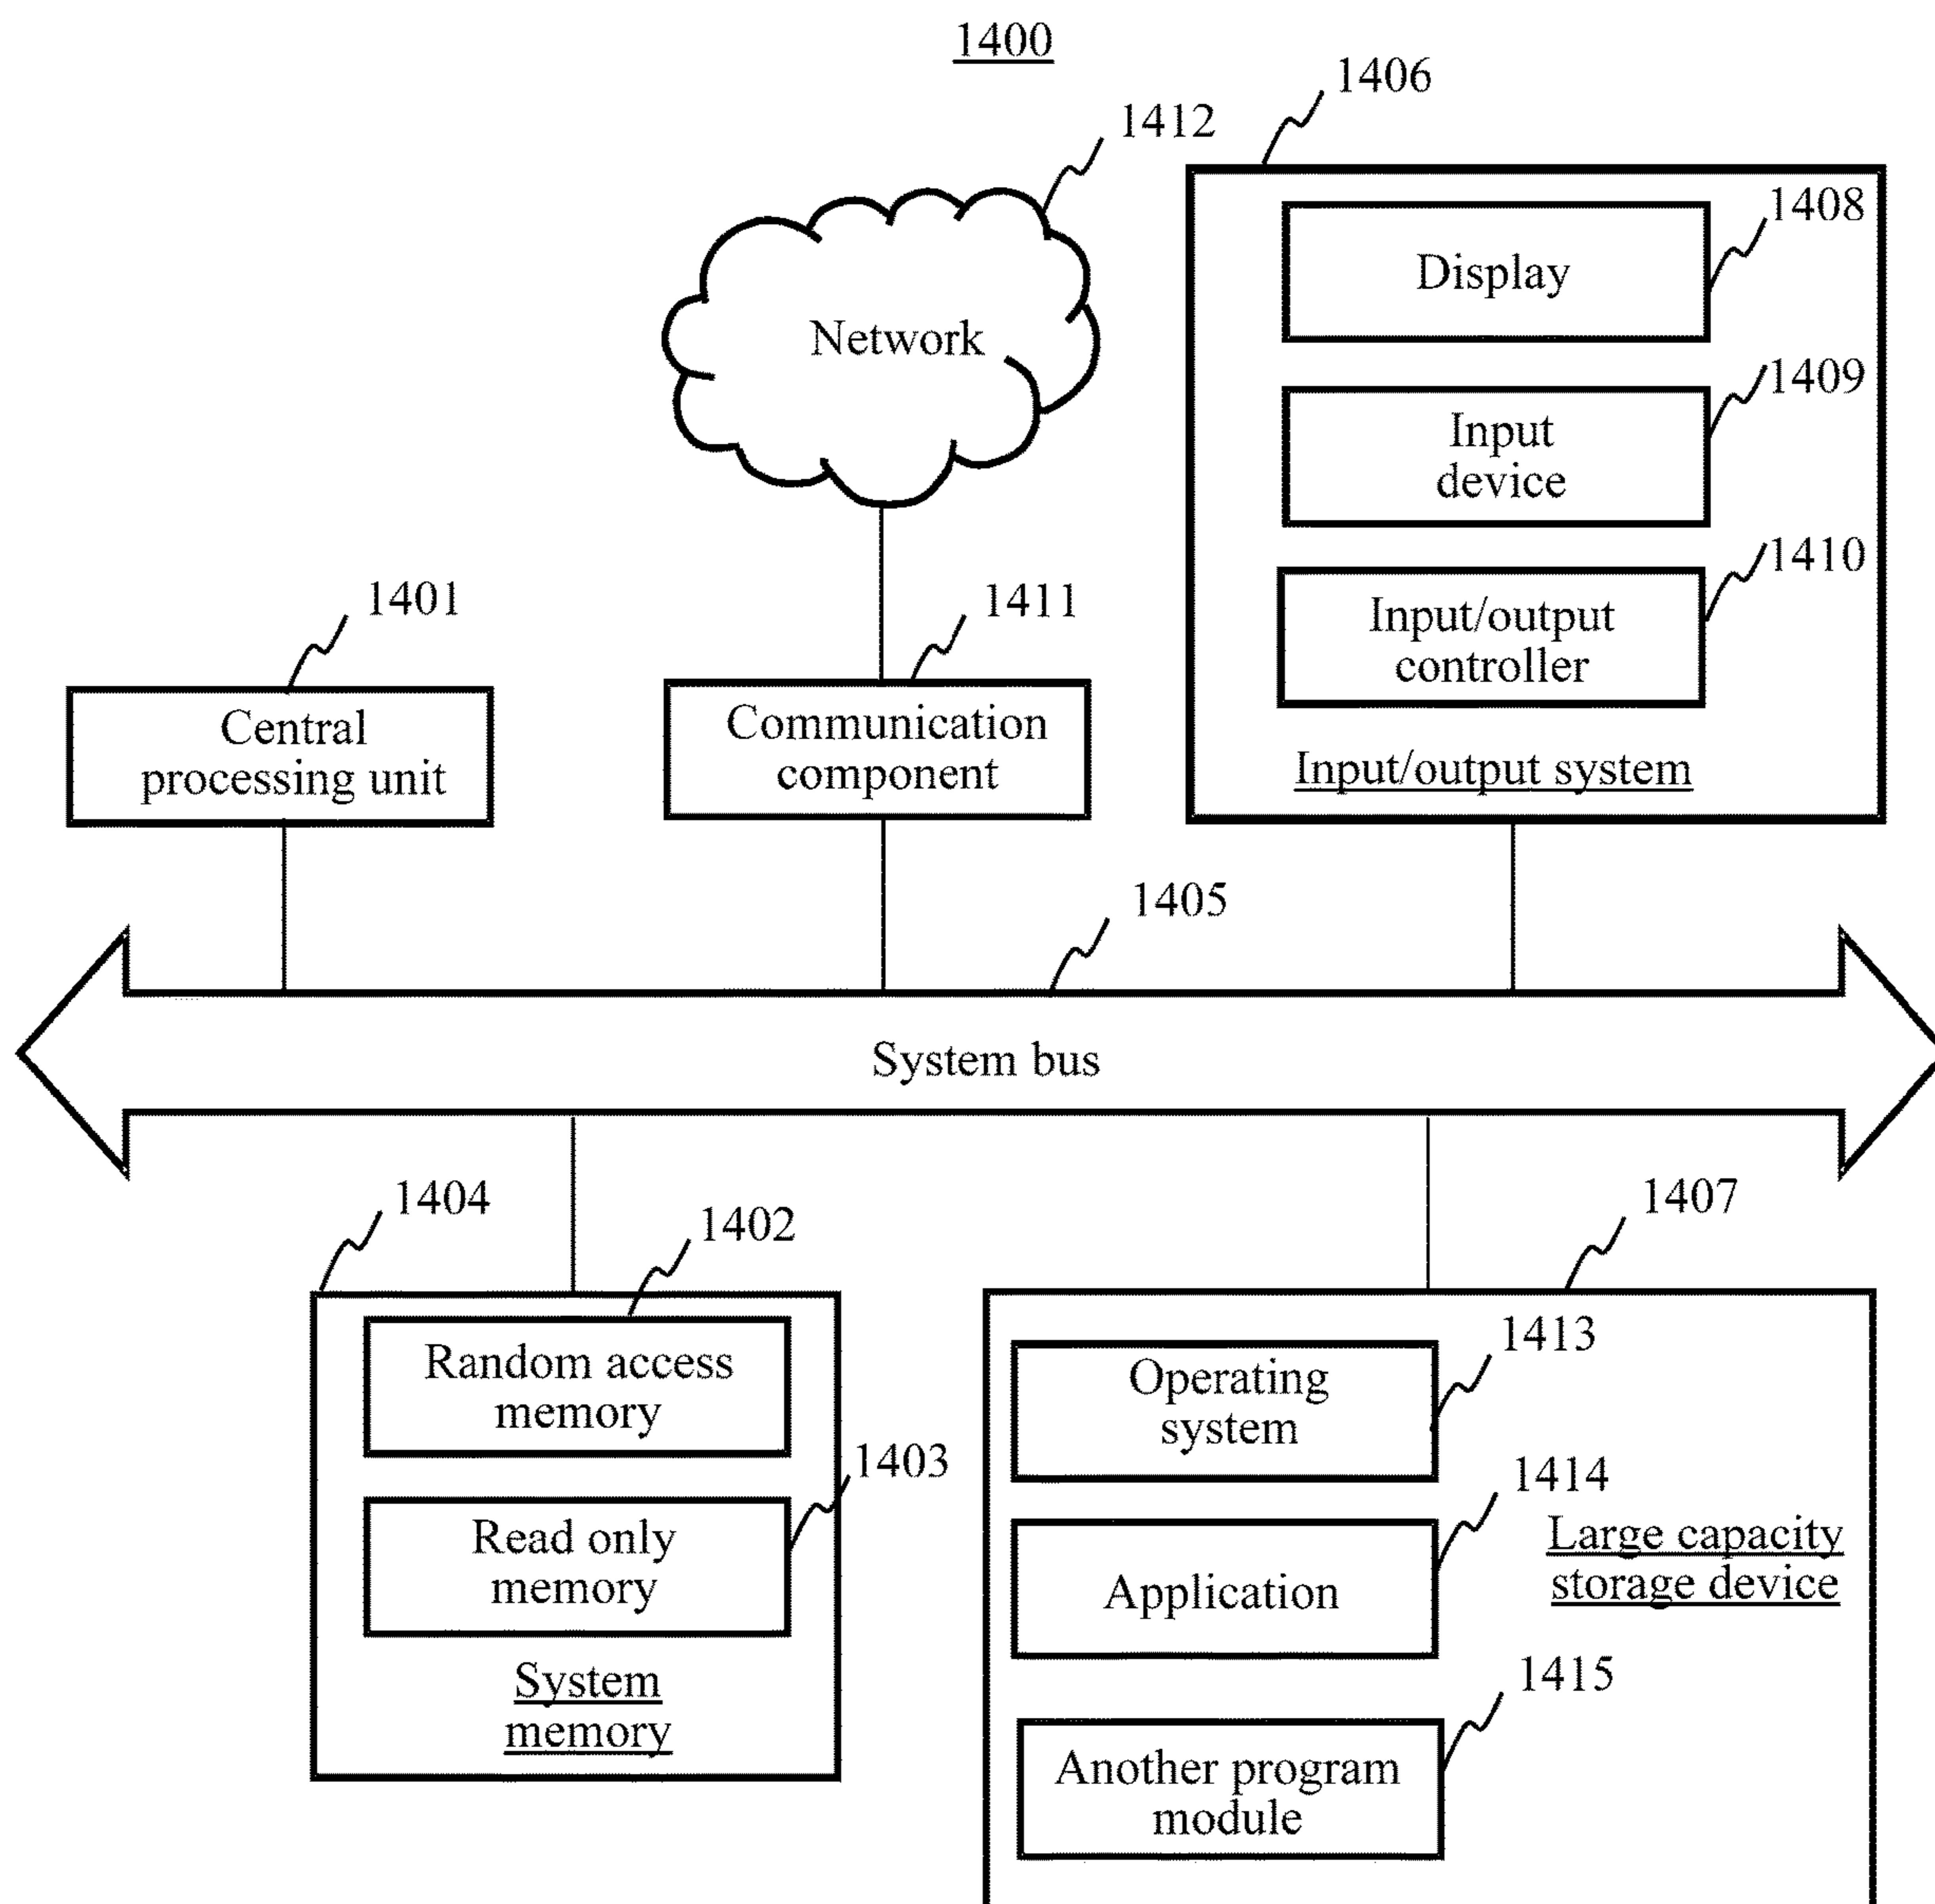 1400
1406
1412
1408
Display
Network
1409
Input
device
1410
Input/output
controller
Input/output system
1401
Central
processing unit
1411
Communication
component
1405
System bus
1404
1402
Random access
memory
1403
Read only
memory
System
memory
1407
1413
Operating
system
1414
Application
Large capacity
storage device
1415
Another program
module